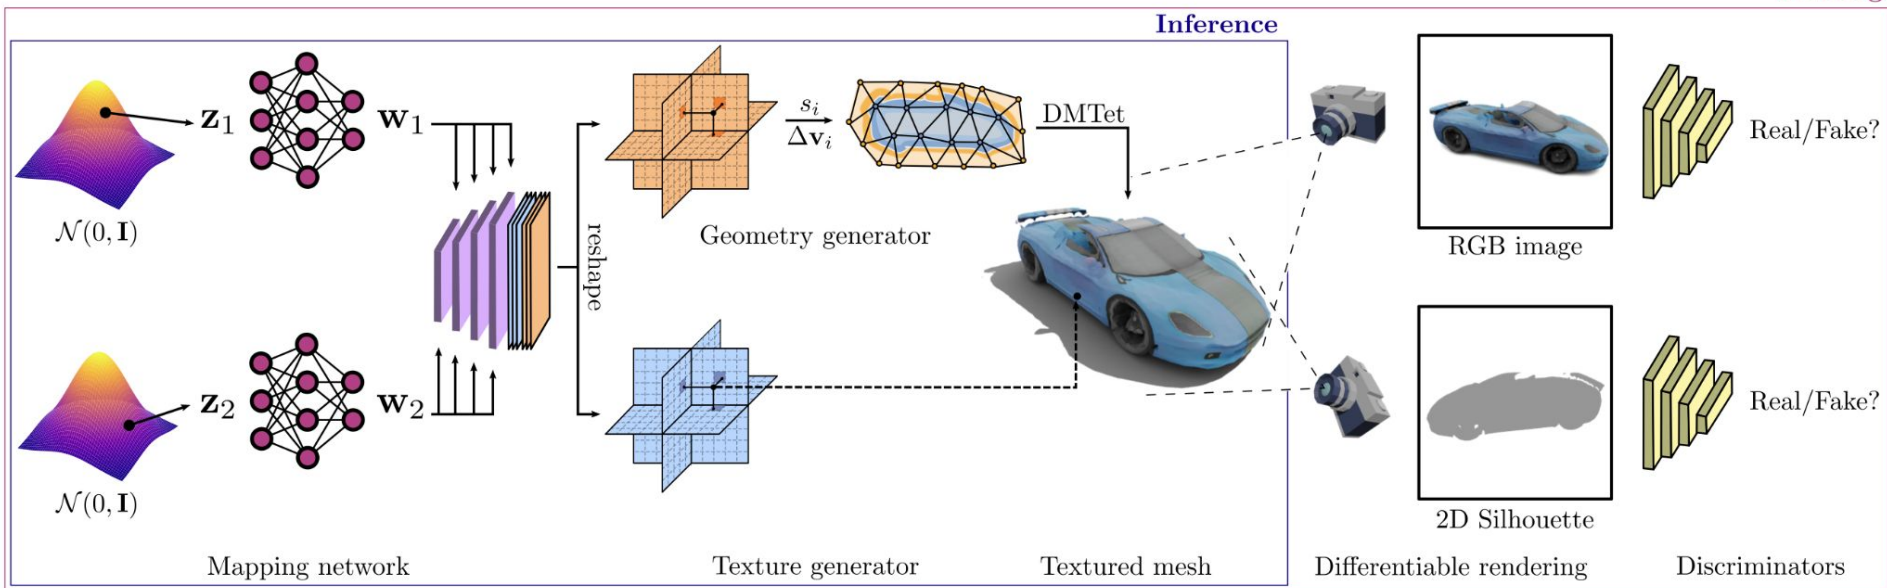 Inference
z₁
w₁
𝒩(0, I)
reshape
sᵢ
Δvᵢ
DMTet
Geometry generator
RGB image
Real/Fake?
z₂
w₂
𝒩(0, I)
2D Silhouette
Real/Fake?
Mapping network
Texture generator
Textured mesh
Differentiable rendering
Discriminators